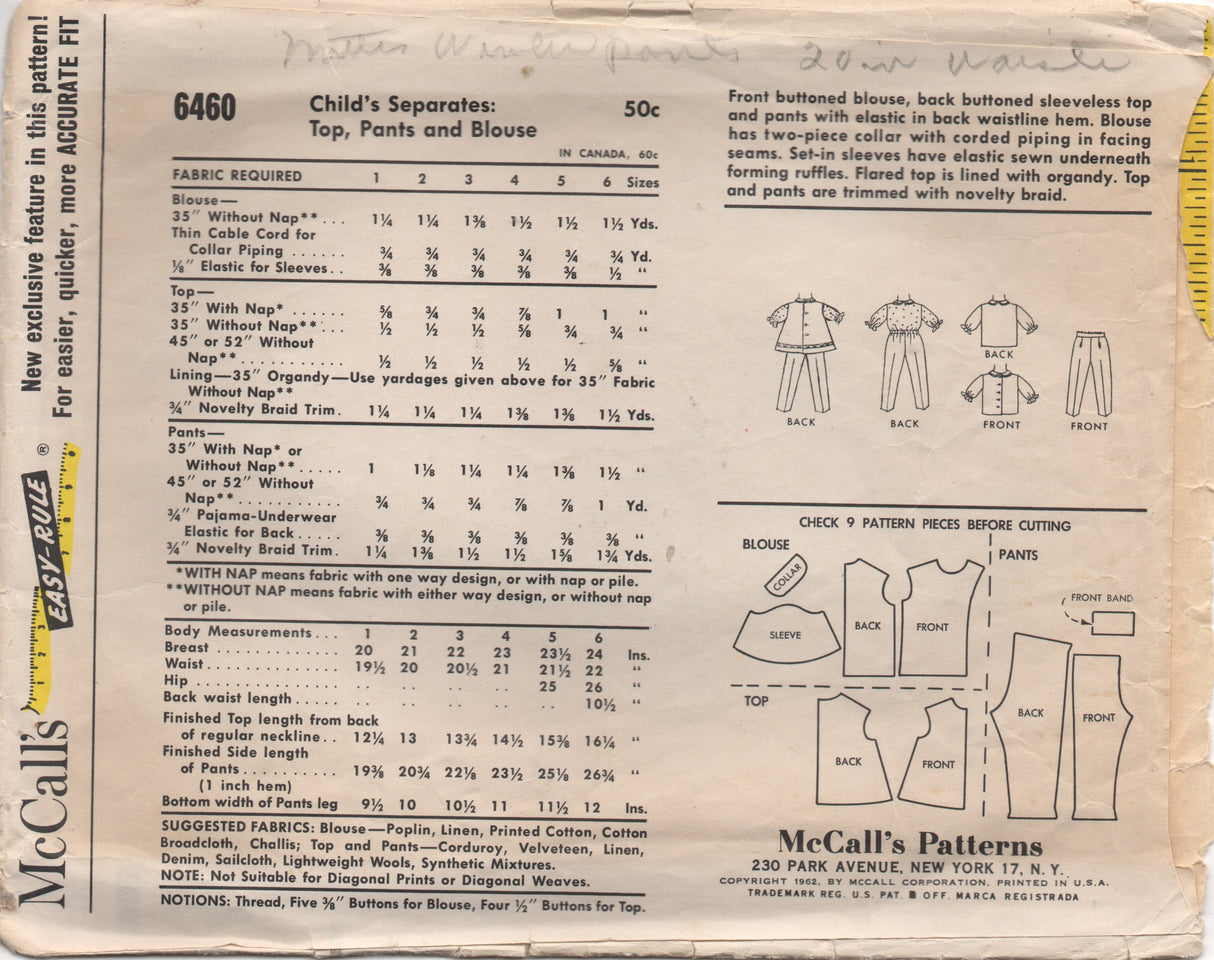 New exclusive feature in this pattern!
For easier, quicker, more ACCURATE FIT
EASY-RULE ®
McCall's
Winter pants 20 in
6460 Child's Separates: 50c
Top, Pants and Blouse
IN CANADA, 60c
FABRIC REQUIRED 1 2 3 4 5 6 Sizes
Blouse—
35" Without Nap** ... 1¼ 1¼ 1⅜ 1½ 1½ 1½ Yds.
Thin Cable Cord for
Collar Piping ...... ¾ ¾ ¾ ¾ ¾ ¾ Yd.
⅛" Elastic for Sleeves.. ⅜ ⅜ ⅜ ⅜ ⅜ ½ "
Top—
35" With Nap* ...... ⅝ ¾ ¾ ⅞ 1 1 "
35" Without Nap** ... ½ ½ ½ ⅝ ¾ ¾ "
45" or 52" Without
Nap** ........... ½ ½ ½ ½ ½ ⅝ "
Lining—35" Organdy—Use yardages given above for 35" Fabric
Without Nap**
¾" Novelty Braid Trim. 1¼ 1¼ 1¼ 1⅜ 1⅜ 1½ Yds.
Pants—
35" With Nap* or
Without Nap** ..... 1 1⅛ 1¼ 1¼ 1⅜ 1½ "
45" or 52" Without
Nap** ........... ¾ ¾ ¾ ⅞ ⅞ 1 Yd.
¾" Pajama-Underwear
Elastic for Back ..... ⅜ ⅜ ⅜ ⅜ ⅜ ⅜ "
¾" Novelty Braid Trim. 1¼ 1⅜ 1½ 1½ 1⅝ 1¾ Yds.
*WITH NAP means fabric with one way design, or with nap or pile.
**WITHOUT NAP means fabric with either way design, or without nap
or pile.
Body Measurements... 1 2 3 4 5 6
Breast ............. 20 21 22 23 23½ 24 Ins.
Waist.............. 19½ 20 20½ 21 21½ 22 "
Hip ............... .. .. .. .. 25 26 "
Back waist length..... .. .. .. .. .. 10½ "
Finished Top length from back
of regular neckline.. 12¼ 13 13¾ 14½ 15⅜ 16¼ "
Finished Side length
of Pants.......... 19⅜ 20¾ 22⅛ 23½ 25⅛ 26¾ "
(1 inch hem)
Bottom width of Pants leg 9½ 10 10½ 11 11½ 12 Ins.
SUGGESTED FABRICS: Blouse—Poplin, Linen, Printed Cotton, Cotton
Broadcloth, Challis; Top and Pants—Corduroy, Velveteen, Linen,
Denim, Sailcloth, Lightweight Wools, Synthetic Mixtures.
NOTE: Not Suitable for Diagonal Prints or Diagonal Weaves.
NOTIONS: Thread, Five ⅜" Buttons for Blouse, Four ½" Buttons for Top.
Front buttoned blouse, back buttoned sleeveless top
and pants with elastic in back waistline hem. Blouse
has two-piece collar with corded piping in facing
seams. Set-in sleeves have elastic sewn underneath
forming ruffles. Flared top is lined with organdy. Top
and pants are trimmed with novelty braid.
BACK
BACK
BACK
FRONT
FRONT
CHECK 9 PATTERN PIECES BEFORE CUTTING
BLOUSE
COLLAR
SLEEVE
BACK
FRONT
PANTS
FRONT BAND
BACK
FRONT
TOP
BACK
FRONT
McCall's Patterns
230 PARK AVENUE, NEW YORK 17, N. Y.
COPYRIGHT 1962, BY McCALL CORPORATION. PRINTED IN U.S.A.
TRADEMARK REG. U.S. PAT. ■ OFF. MARCA REGISTRADA